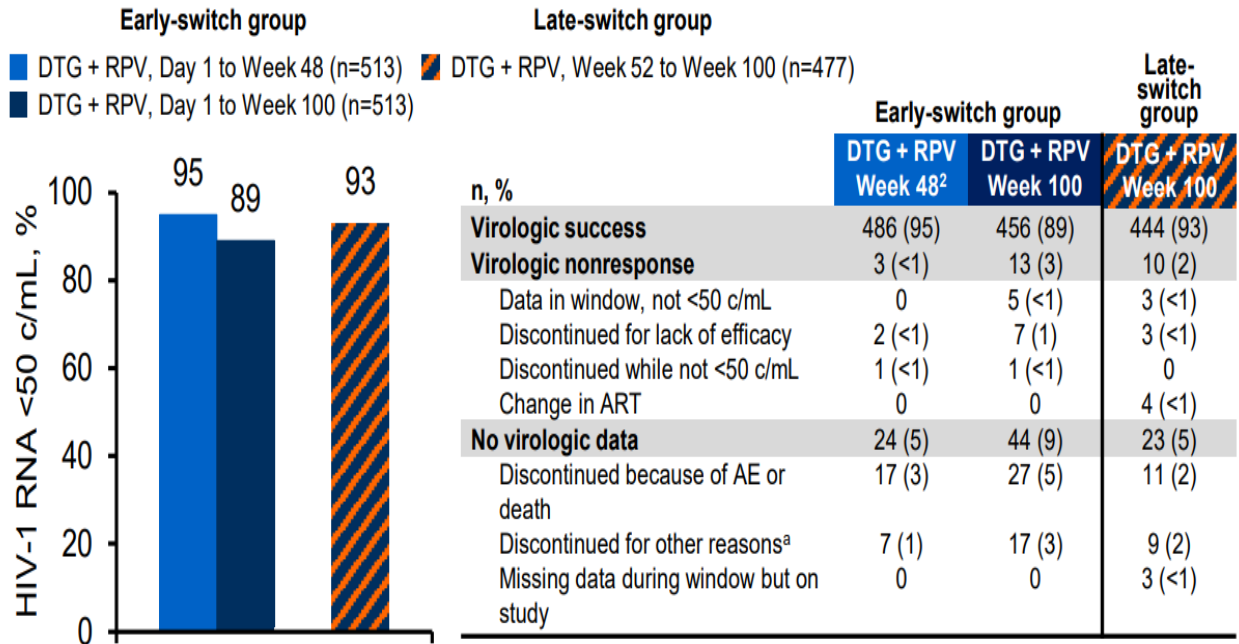 Early-switch group Late-switch group
DTG + RPV, Day 1 to Week 48 (n=513) DTG + RPV, Week 52 to Week 100 (n=477)
DTG + RPV, Day 1 to Week 100 (n=513)
HIV-1 RNA <50 c/mL, %
100
80
60
40
20
0
95
89
93
Early-switch group
Late-
switch
group
n, %
DTG + RPV
Week 48²
DTG + RPV
Week 100
DTG + RPV
Week 100
Virologic success 486 (95) 456 (89) 444 (93)
Virologic nonresponse 3 (<1) 13 (3) 10 (2)
Data in window, not <50 c/mL 0 5 (<1) 3 (<1)
Discontinued for lack of efficacy 2 (<1) 7 (1) 3 (<1)
Discontinued while not <50 c/mL 1 (<1) 1 (<1) 0
Change in ART 0 0 4 (<1)
No virologic data 24 (5) 44 (9) 23 (5)
Discontinued because of AE or 17 (3) 27 (5) 11 (2)
death
Discontinued for other reasonsᵃ 7 (1) 17 (3) 9 (2)
Missing data during window but on 0 0 3 (<1)
study